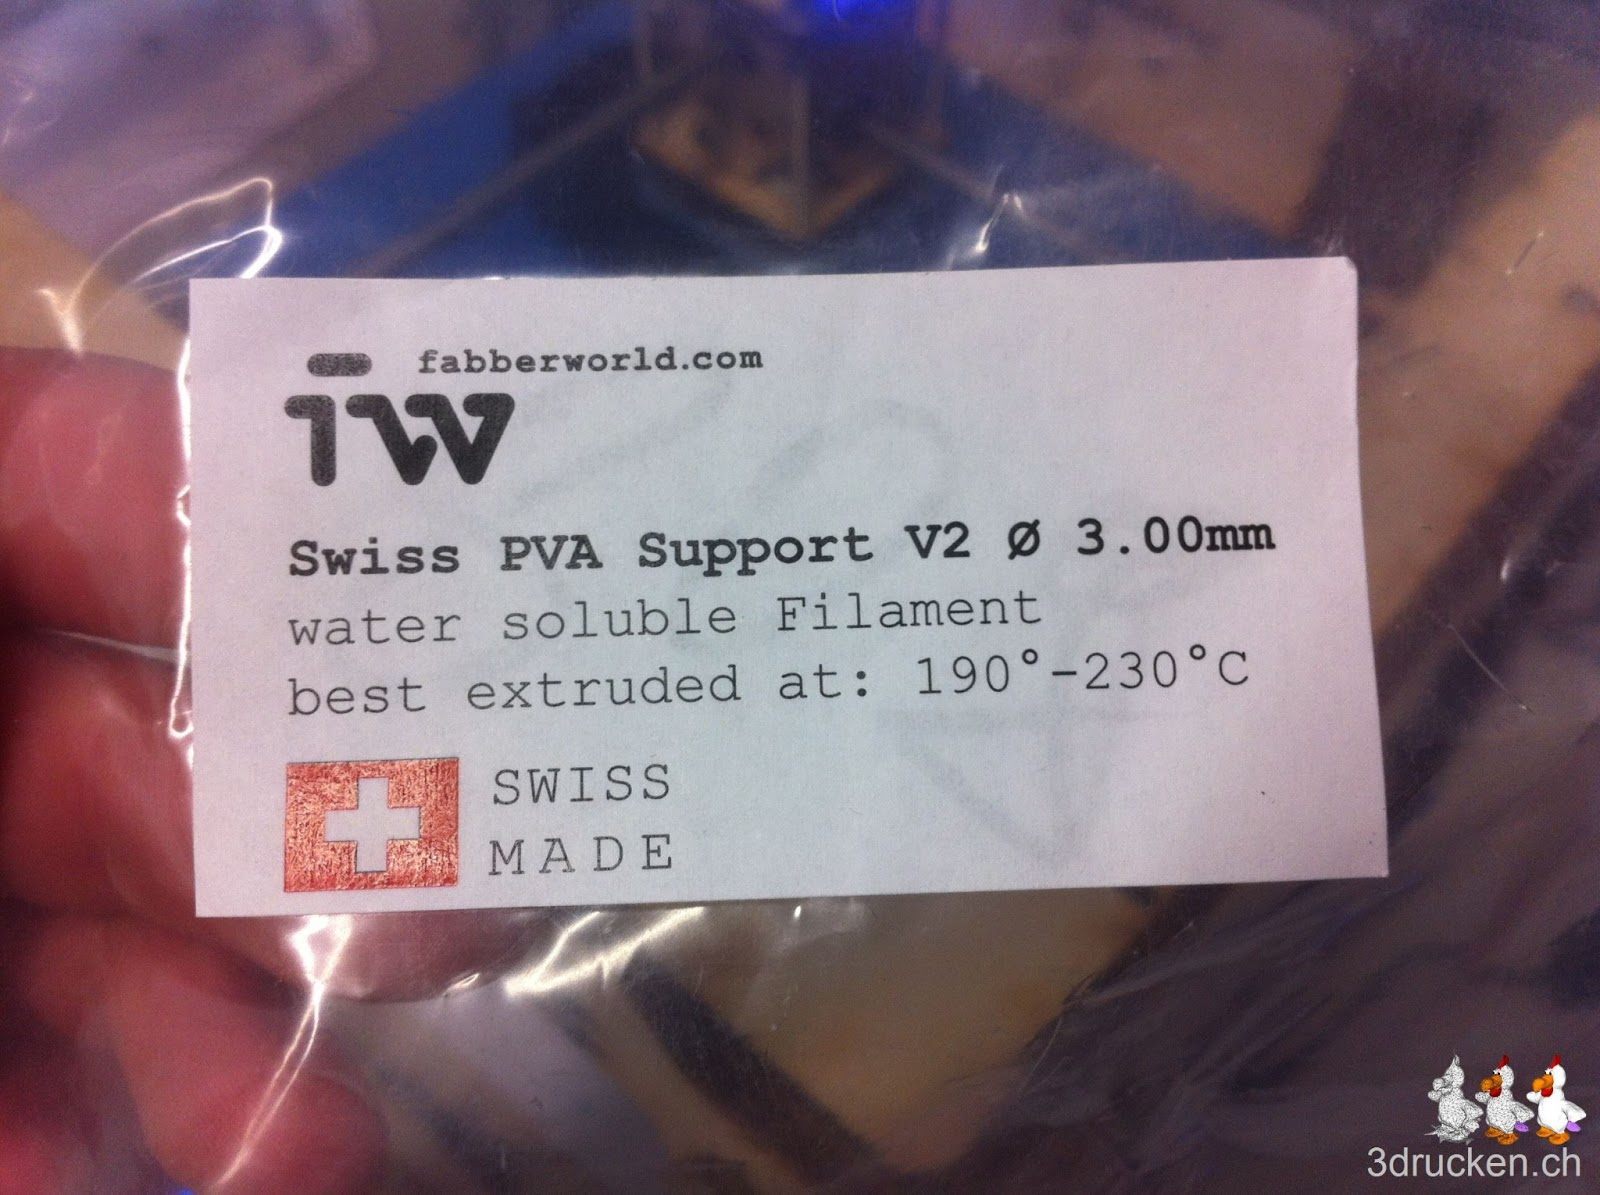 fabberworld.com
iw
Swiss PVA Support V2 Ø 3.00mm
water soluble Filament
best extruded at: 190°-230°C
SWISS
MADE
3drucken.ch